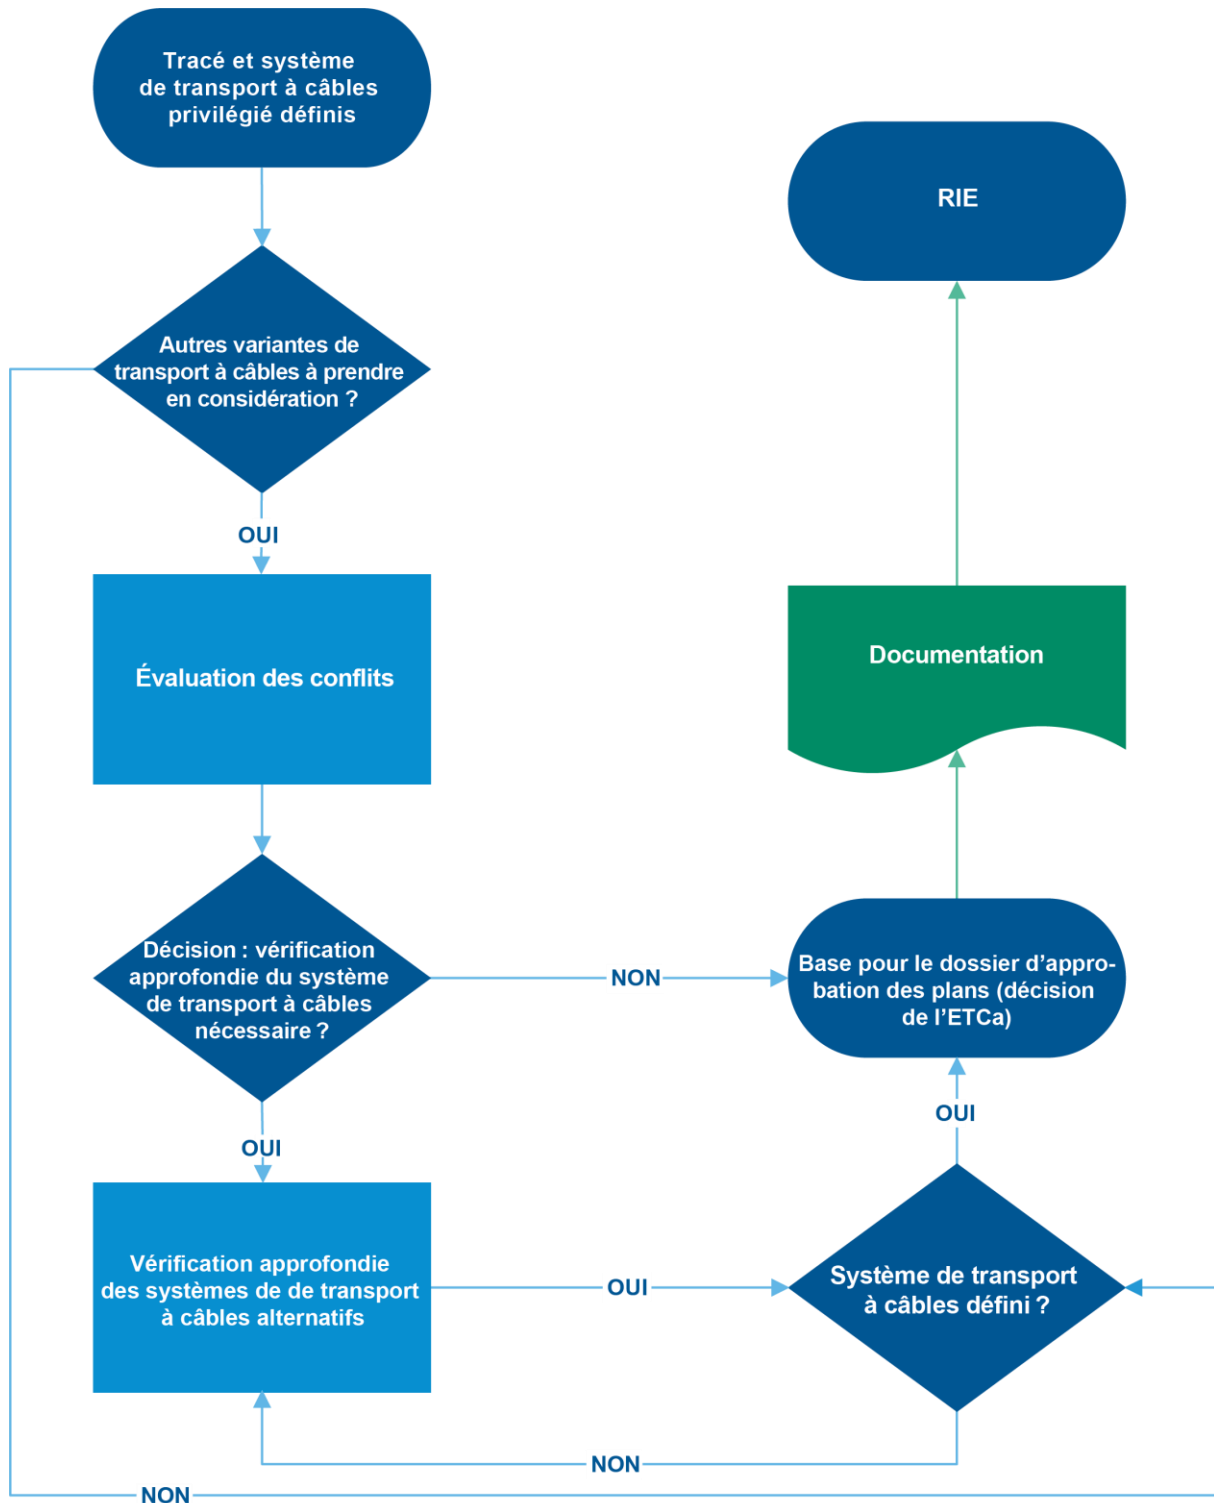 Tracé et système
de transport à câbles
privilégié définis
RIE
Autres variantes de
transport à câbles à prendre
en considération ?
OUI
Évaluation des conflits
Documentation
Décision : vérification
approfondie du système
de transport à câbles
nécessaire ?
NON
Base pour le dossier d’appro-
bation des plans (décision
de l’ETCa)
OUI
OUI
Vérification approfondie
des systèmes de de transport
à câbles alternatifs
OUI
Système de transport
à câbles défini ?
NON
NON